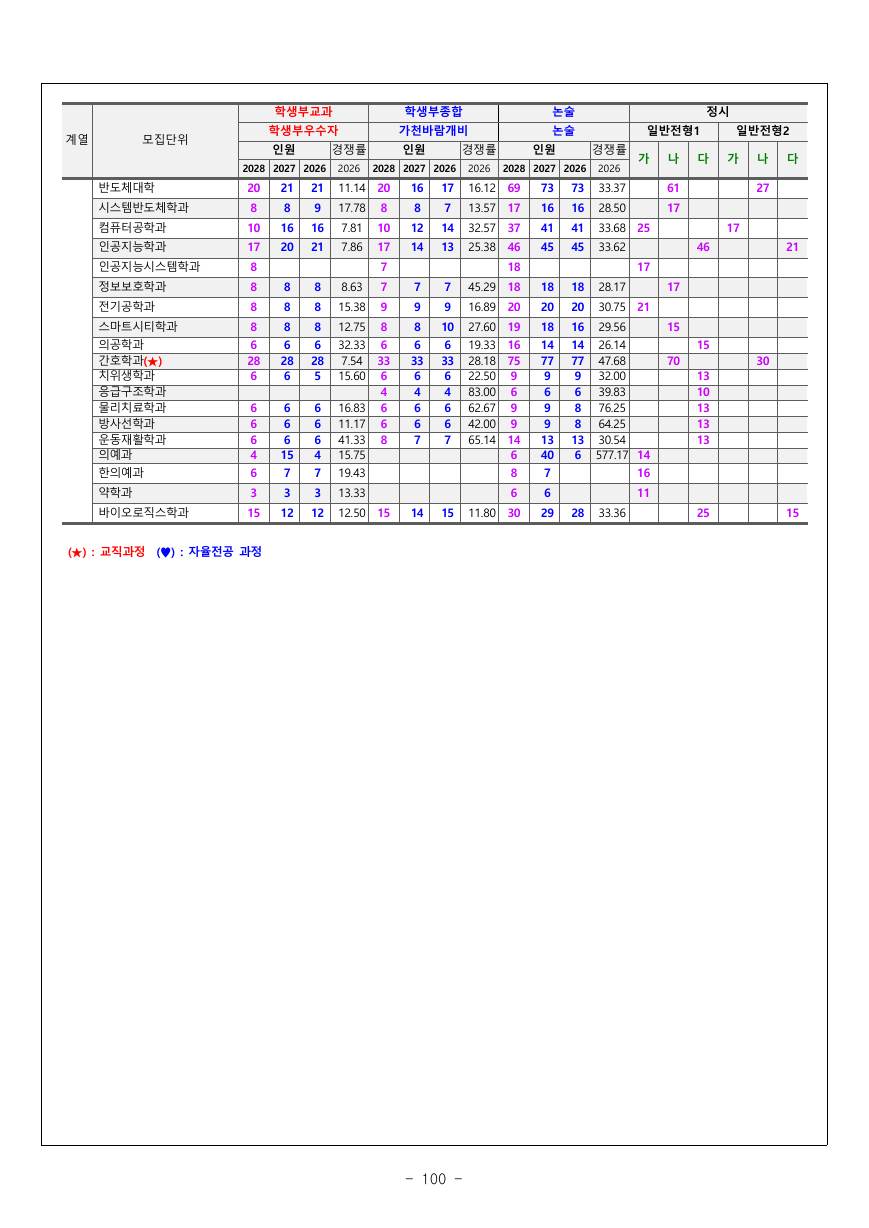 계열 모집단위 학생부교과 학생부종합 논술 정시
학생부우수자 가천바람개비 논술 일반전형1 일반전형2
인원 경쟁률 인원 경쟁률 인원 경쟁률 가 나 다 가 나 다
2028 2027 2026 2026 2028 2027 2026 2026 2028 2027 2026 2026
반도체대학 20 21 21 11.14 20 16 17 16.12 69 73 73 33.37 61 27
시스템반도체학과 8 8 9 17.78 8 8 7 13.57 17 16 16 28.50 17
컴퓨터공학과 10 16 16 7.81 10 12 14 32.57 37 41 41 33.68 25 17
인공지능학과 17 20 21 7.86 17 14 13 25.38 46 45 45 33.62 46 21
인공지능시스템학과 8 7 18 17
정보보호학과 8 8 8 8.63 7 7 7 45.29 18 18 18 28.17 17
전기공학과 8 8 8 15.38 9 9 9 16.89 20 20 20 30.75 21
스마트시티학과 8 8 8 12.75 8 8 10 27.60 19 18 16 29.56 15
의공학과 6 6 6 32.33 6 6 6 19.33 16 14 14 26.14 15
간호학과(★) 28 28 28 7.54 33 33 33 28.18 75 77 77 47.68 70 30
치위생학과 6 6 5 15.60 6 6 6 22.50 9 9 9 32.00 13
응급구조학과 4 4 4 83.00 6 6 6 39.83 10
물리치료학과 6 6 6 16.83 6 6 6 62.67 9 9 8 76.25 13
방사선학과 6 6 6 11.17 6 6 6 42.00 9 9 8 64.25 13
운동재활학과 6 6 6 41.33 8 7 7 65.14 14 13 13 30.54 13
의예과 4 15 4 15.75 6 40 6 577.17 14
한의예과 6 7 7 19.43 8 7 16
약학과 3 3 3 13.33 6 6 11
바이오로직스학과 15 12 12 12.50 15 14 15 11.80 30 29 28 33.36 25 15
(★) : 교직과정 (♥) : 자율전공 과정
- 100 -